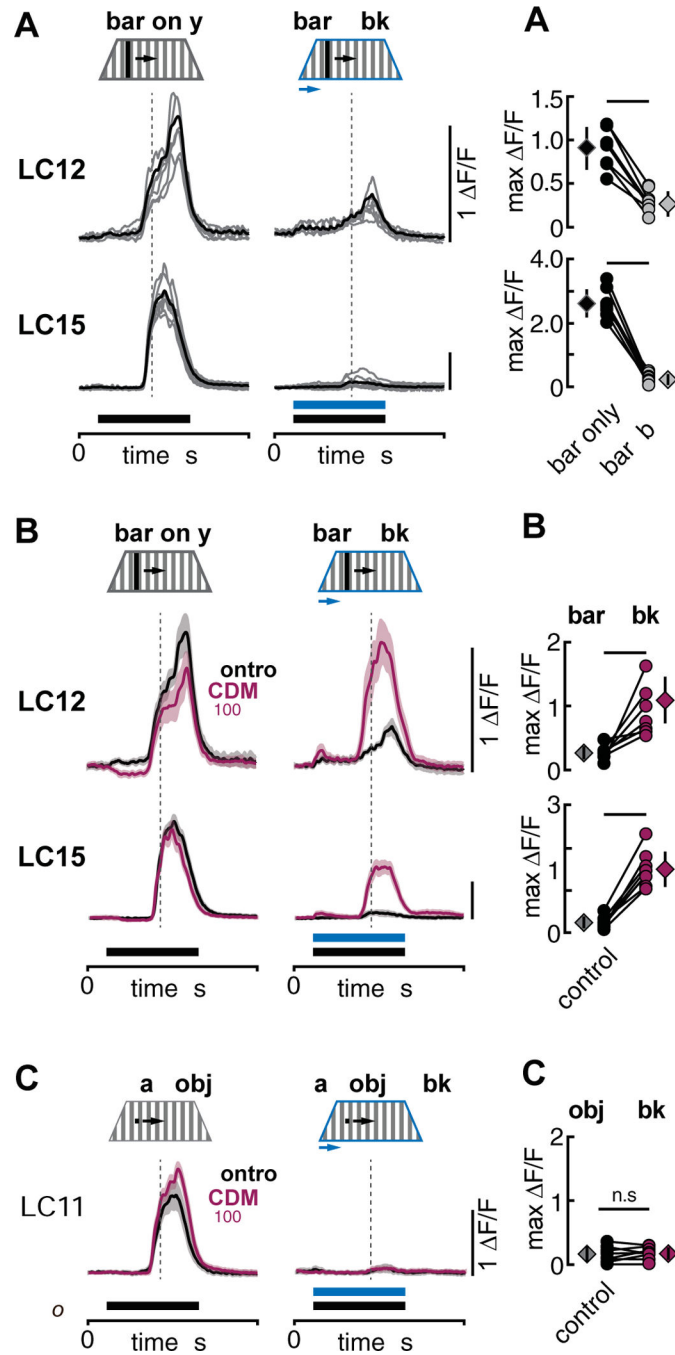 A A
bar on y bar bk
LC12
1 ΔF/F
max ΔF/F
1.5
1.0
0.5
0
LC15
max ΔF/F
4.0
2.0
0
0 time s 0 time s
bar only bar b
B B
bar on y bar bk
bar bk
LC12
ontro
CDM
100
1 ΔF/F
max ΔF/F
2
1
0
LC15
max ΔF/F
3
1
0
control
0 time s 0 time s
C C
a obj a obj bk
obj bk
LC11
ontro
CDM
100
1 ΔF/F
max ΔF/F
2
1
0
n.s
control
o
0 time s 0 time s